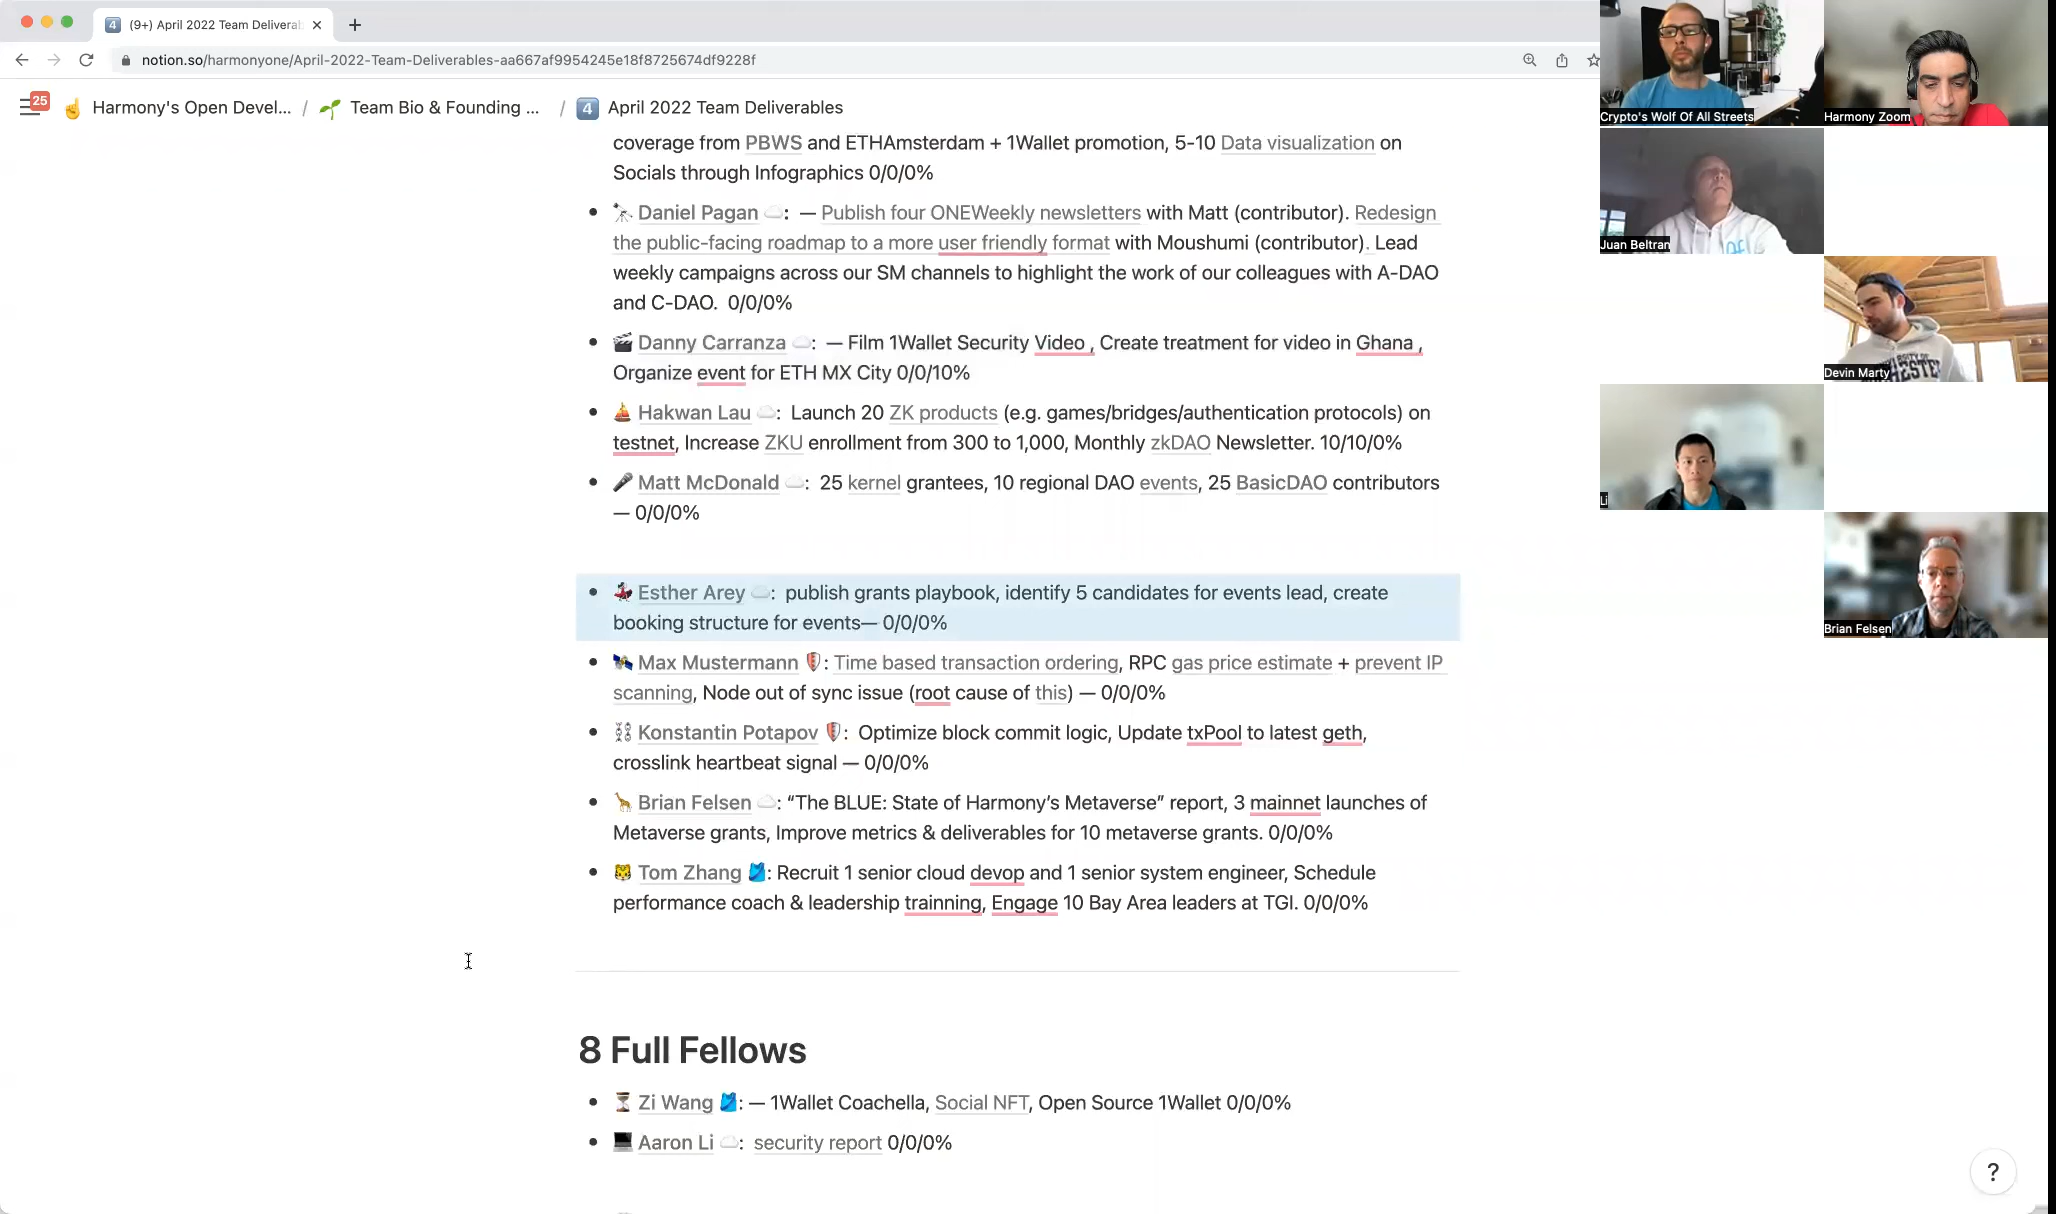 (9+) April 2022 Team Deliverab
notion.so/harmonyone/April-2022-Team-Deliverables-aa667af9954245e18f8725674df9228f
25
Harmony's Open Devel... / Team Bio & Founding ... / 4 April 2022 Team Deliverables
coverage from PBWS and ETHAmsterdam + 1Wallet promotion, 5-10 Data visualization on
Socials through Infographics 0/0/0%
Daniel Pagan : — Publish four ONEWeekly newsletters with Matt (contributor). Redesign
the public-facing roadmap to a more user friendly format with Moushumi (contributor). Lead
weekly campaigns across our SM channels to highlight the work of our colleagues with A-DAO
and C-DAO. 0/0/0%
Danny Carranza : — Film 1Wallet Security Video , Create treatment for video in Ghana ,
Organize event for ETH MX City 0/0/10%
Hakwan Lau : Launch 20 ZK products (e.g. games/bridges/authentication protocols) on
testnet, Increase ZKU enrollment from 300 to 1,000, Monthly zkDAO Newsletter. 10/10/0%
Matt McDonald : 25 kernel grantees, 10 regional DAO events, 25 BasicDAO contributors
— 0/0/0%
Esther Arey : publish grants playbook, identify 5 candidates for events lead, create
booking structure for events— 0/0/0%
Max Mustermann : Time based transaction ordering, RPC gas price estimate + prevent IP
scanning, Node out of sync issue (root cause of this) — 0/0/0%
Konstantin Potapov : Optimize block commit logic, Update txPool to latest geth,
crosslink heartbeat signal — 0/0/0%
Brian Felsen : “The BLUE: State of Harmony’s Metaverse” report, 3 mainnet launches of
Metaverse grants, Improve metrics & deliverables for 10 metaverse grants. 0/0/0%
Tom Zhang : Recruit 1 senior cloud devop and 1 senior system engineer, Schedule
performance coach & leadership trainning, Engage 10 Bay Area leaders at TGI. 0/0/0%
8 Full Fellows
Zi Wang : — 1Wallet Coachella, Social NFT, Open Source 1Wallet 0/0/0%
Aaron Li : security report 0/0/0%
?
Crypto's Wolf Of All Streets
Harmony Zoom
Juan Beltran
Devin Marty
Li
Brian Felsen